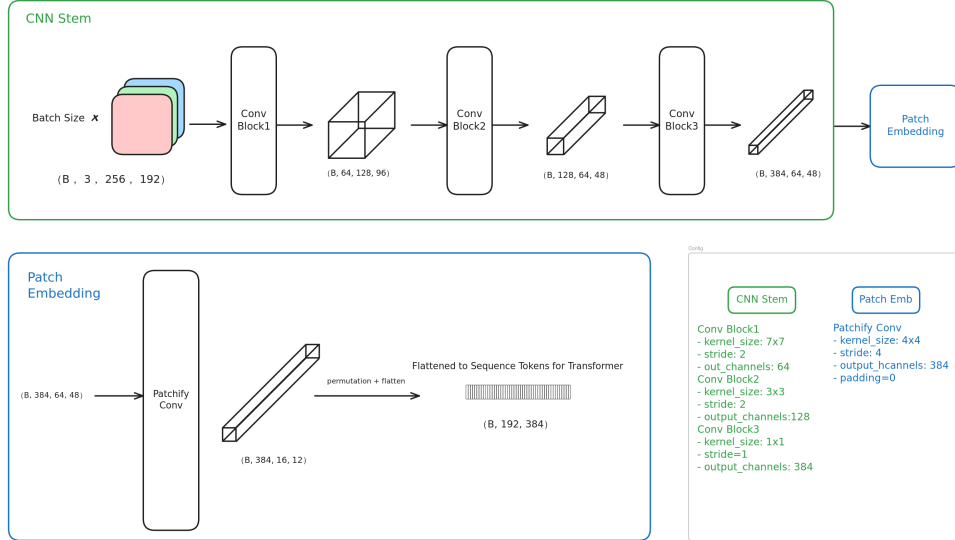 CNN Stem
Batch Size x
(B , 3 , 256 , 192)
Conv
Block1
(B, 64, 128, 96)
Conv
Block2
(B, 128, 64, 48)
Conv
Block3
(B, 384, 64, 48)
Patch
Embedding
Patch
Embedding
(B, 384, 64, 48)
Patchify
Conv
(B, 384, 16, 12)
permutation + flatten
Flattened to Sequence Tokens for Transformer
(B, 192, 384)
Config
CNN Stem
Conv Block1
- kernel_size: 7x7
- stride: 2
- out_channels: 64
Conv Block2
- kernel_size: 3x3
- stride: 2
- output_channels:128
Conv Block3
- kernel_size: 1x1
- stride=1
- output_channels: 384
Patch Emb
Patchify Conv
- kernel_size: 4x4
- stride: 4
- output_hcannels: 384
- padding=0